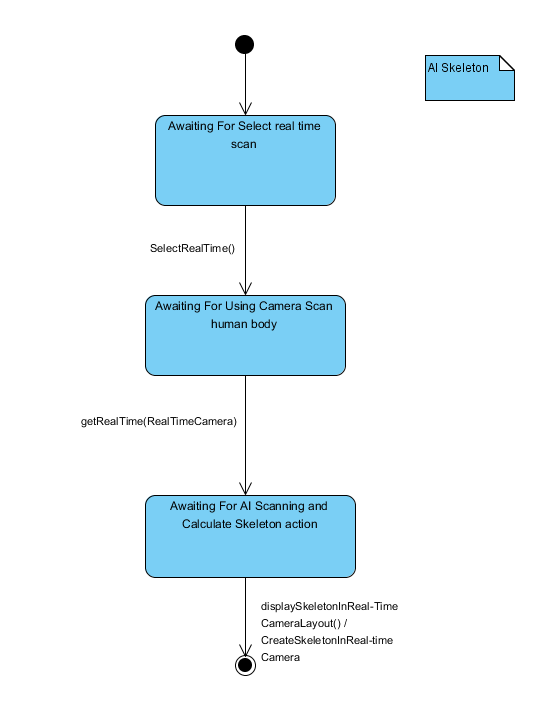 AI Skeleton
Awaiting For Select real time
scan
SelectRealTime()
Awaiting For Using Camera Scan
human body
getRealTime(RealTimeCamera)
Awaiting For AI Scanning and
Calculate Skeleton action
displaySkeletonInReal-Time
CameraLayout() /
CreateSkeletonInReal-time
Camera